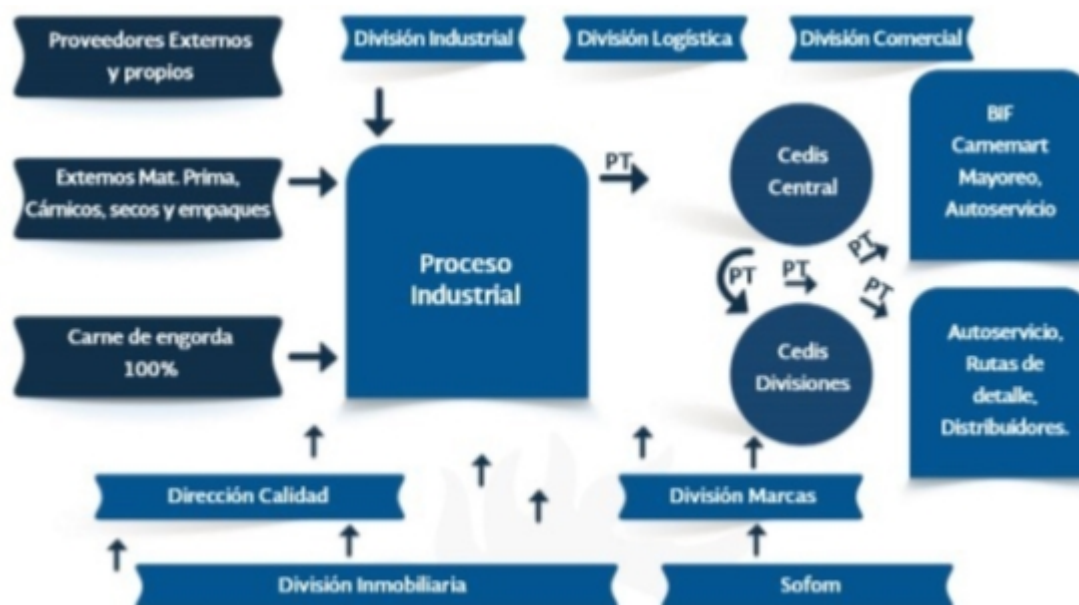 Proveedores Externos
y propios
División Industrial
División Logística
División Comercial
Externos Mat. Prima,
Cárnicos, secos y empaques
Carne de engorda
100%
Proceso
Industrial
PT
Cedis
Central
PT
PT
PT
PT
Cedis
Divisiones
BIF
Carnemart
Mayoreo,
Autoservicio
Autoservicio,
Rutas de
detalle,
Distribuidores.
Dirección Calidad
División Marcas
División Inmobiliaria
Sofom